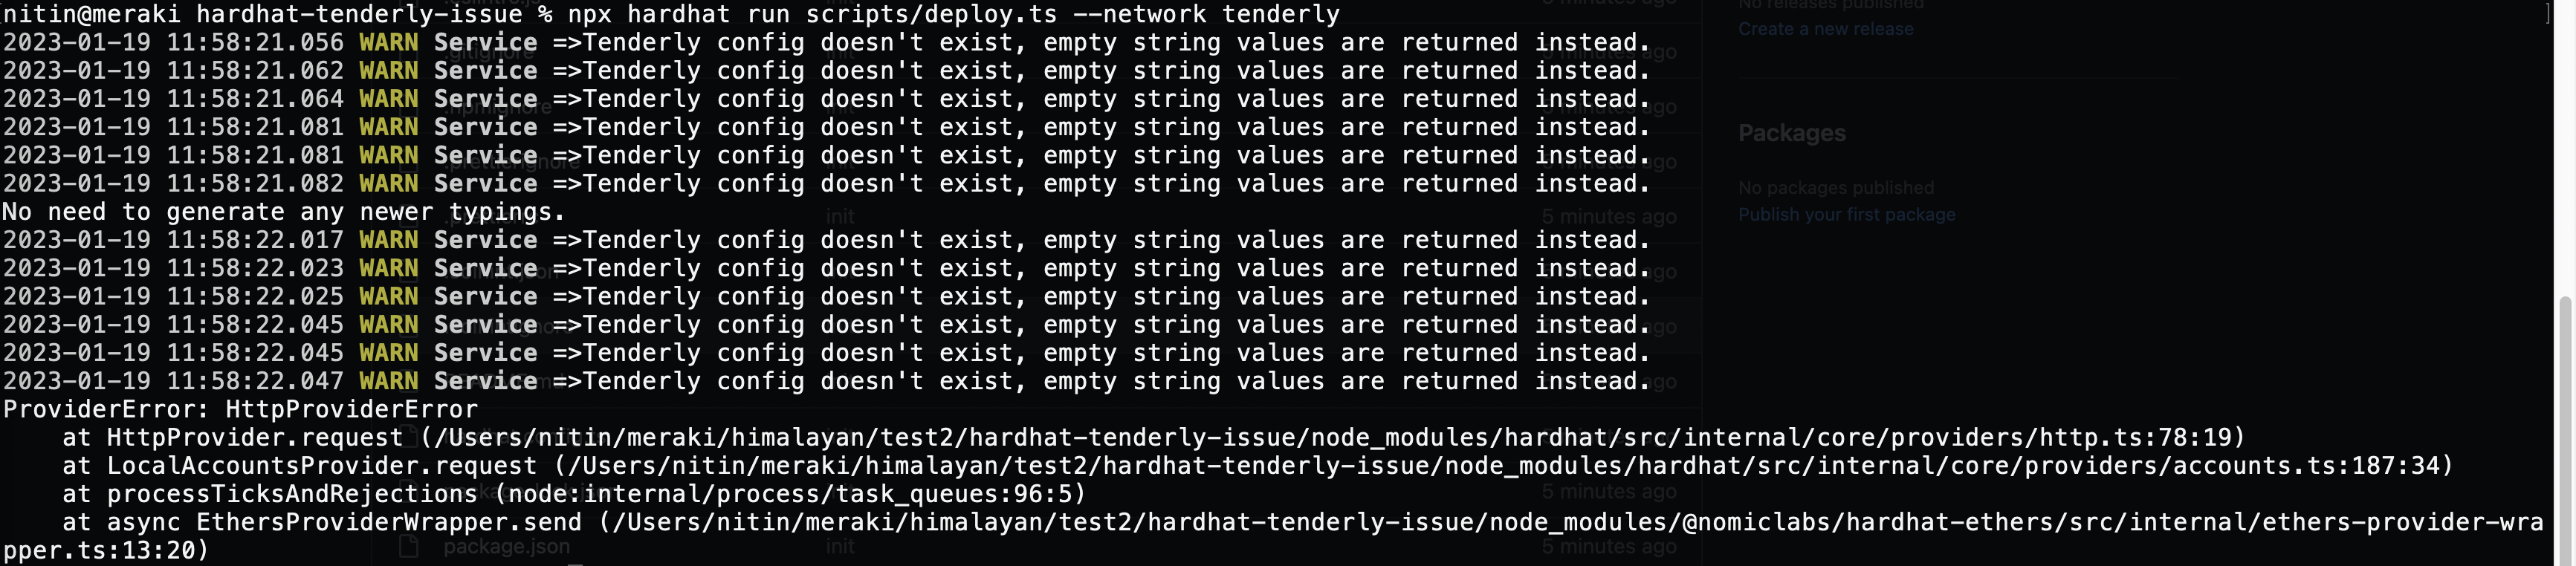 nitin@meraki hardhat-tenderly-issue % npx hardhat run scripts/deploy.ts --network tenderly
2023-01-19 11:58:21.056 WARN Service =>Tenderly config doesn't exist, empty string values are returned instead.
2023-01-19 11:58:21.062 WARN Service =>Tenderly config doesn't exist, empty string values are returned instead.
2023-01-19 11:58:21.064 WARN Service =>Tenderly config doesn't exist, empty string values are returned instead.
2023-01-19 11:58:21.081 WARN Service =>Tenderly config doesn't exist, empty string values are returned instead.
2023-01-19 11:58:21.081 WARN Service =>Tenderly config doesn't exist, empty string values are returned instead.
2023-01-19 11:58:21.082 WARN Service =>Tenderly config doesn't exist, empty string values are returned instead.
No need to generate any newer typings.
2023-01-19 11:58:22.017 WARN Service =>Tenderly config doesn't exist, empty string values are returned instead.
2023-01-19 11:58:22.023 WARN Service =>Tenderly config doesn't exist, empty string values are returned instead.
2023-01-19 11:58:22.025 WARN Service =>Tenderly config doesn't exist, empty string values are returned instead.
2023-01-19 11:58:22.045 WARN Service =>Tenderly config doesn't exist, empty string values are returned instead.
2023-01-19 11:58:22.045 WARN Service =>Tenderly config doesn't exist, empty string values are returned instead.
2023-01-19 11:58:22.047 WARN Service =>Tenderly config doesn't exist, empty string values are returned instead.
ProviderError: HttpProviderError
at HttpProvider.request (/Users/nitin/meraki/himalayan/test2/hardhat-tenderly-issue/node_modules/hardhat/src/internal/core/providers/http.ts:78:19)
at LocalAccountsProvider.request (/Users/nitin/meraki/himalayan/test2/hardhat-tenderly-issue/node_modules/hardhat/src/internal/core/providers/accounts.ts:187:34)
at processTicksAndRejections (node:internal/process/task_queues:96:5)
at async EthersProviderWrapper.send (/Users/nitin/meraki/himalayan/test2/hardhat-tenderly-issue/node_modules/@nomiclabs/hardhat-ethers/src/internal/ethers-provider-wra
pper.ts:13:20)
No releases published
Create a new release
Packages
No packages published
Publish your first package
init
5 minutes ago
package.json
init
5 minutes ago